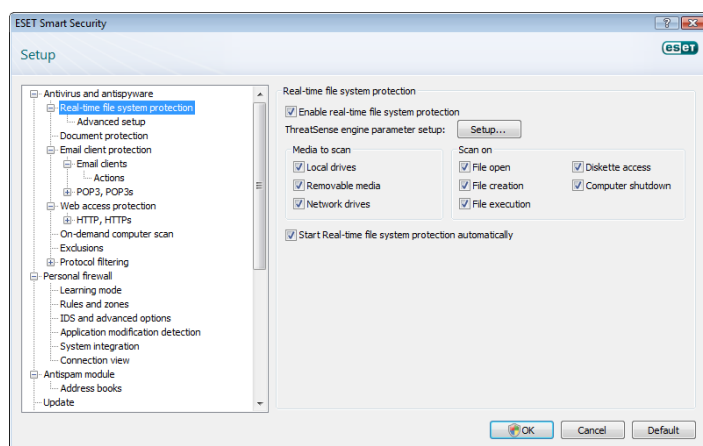 ESET Smart Security
Setup
eset
Antivirus and antispyware
Real-time file system protection
Advanced setup
Document protection
Email client protection
Email clients
Actions
POP3, POP3s
Web access protection
HTTP, HTTPs
On-demand computer scan
Exclusions
Protocol filtering
Personal firewall
Learning mode
Rules and zones
IDS and advanced options
Application modification detection
System integration
Connection view
Antispam module
Address books
Update
Real-time file system protection
Enable real-time file system protection
ThreatSense engine parameter setup: Setup...
Media to scan
Local drives
Removable media
Network drives
Scan on
File open Diskette access
File creation Computer shutdown
File execution
Start Real-time file system protection automatically
OK Cancel Default